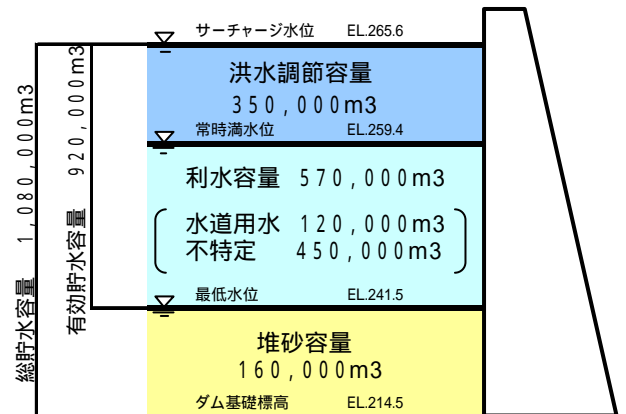 サーチャージ水位 EL.265.6
洪水調節容量
350,000m3
常時満水位 EL.259.4
利水容量 570,000m3
水道用水 120,000m3
不特定 450,000m3
最低水位 EL.241.5
堆砂容量
160,000m3
ダム基礎標高 EL.214.5
総貯水容量 1,080,000m3
有効貯水容量 920,000m3